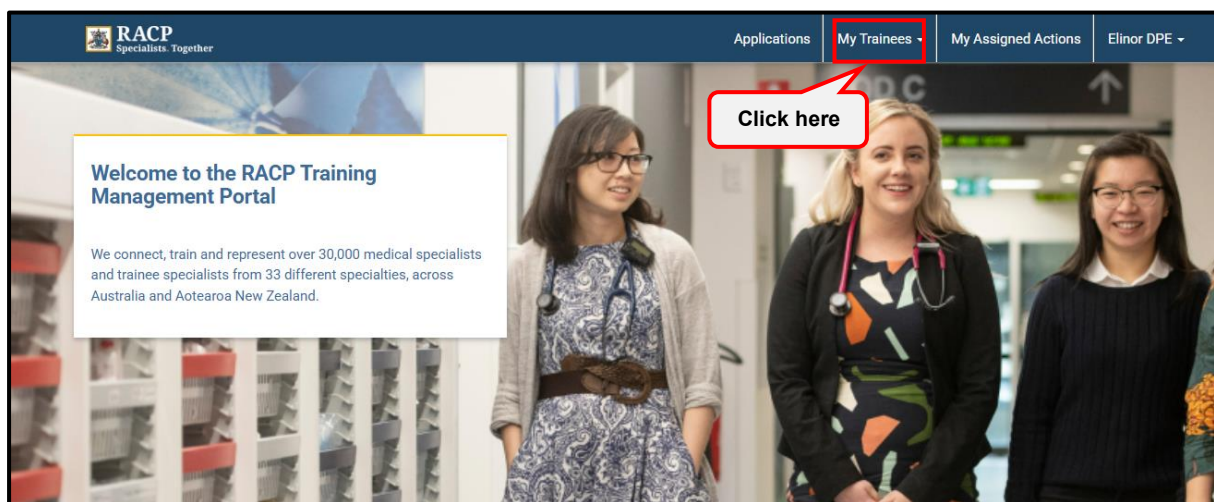 RACP
Specialists. Together
Applications
My Trainees
My Assigned Actions
Elinor DPE
Click here
Welcome to the RACP Training
Management Portal
We connect, train and represent over 30,000 medical specialists
and trainee specialists from 33 different specialties, across
Australia and Aotearoa New Zealand.